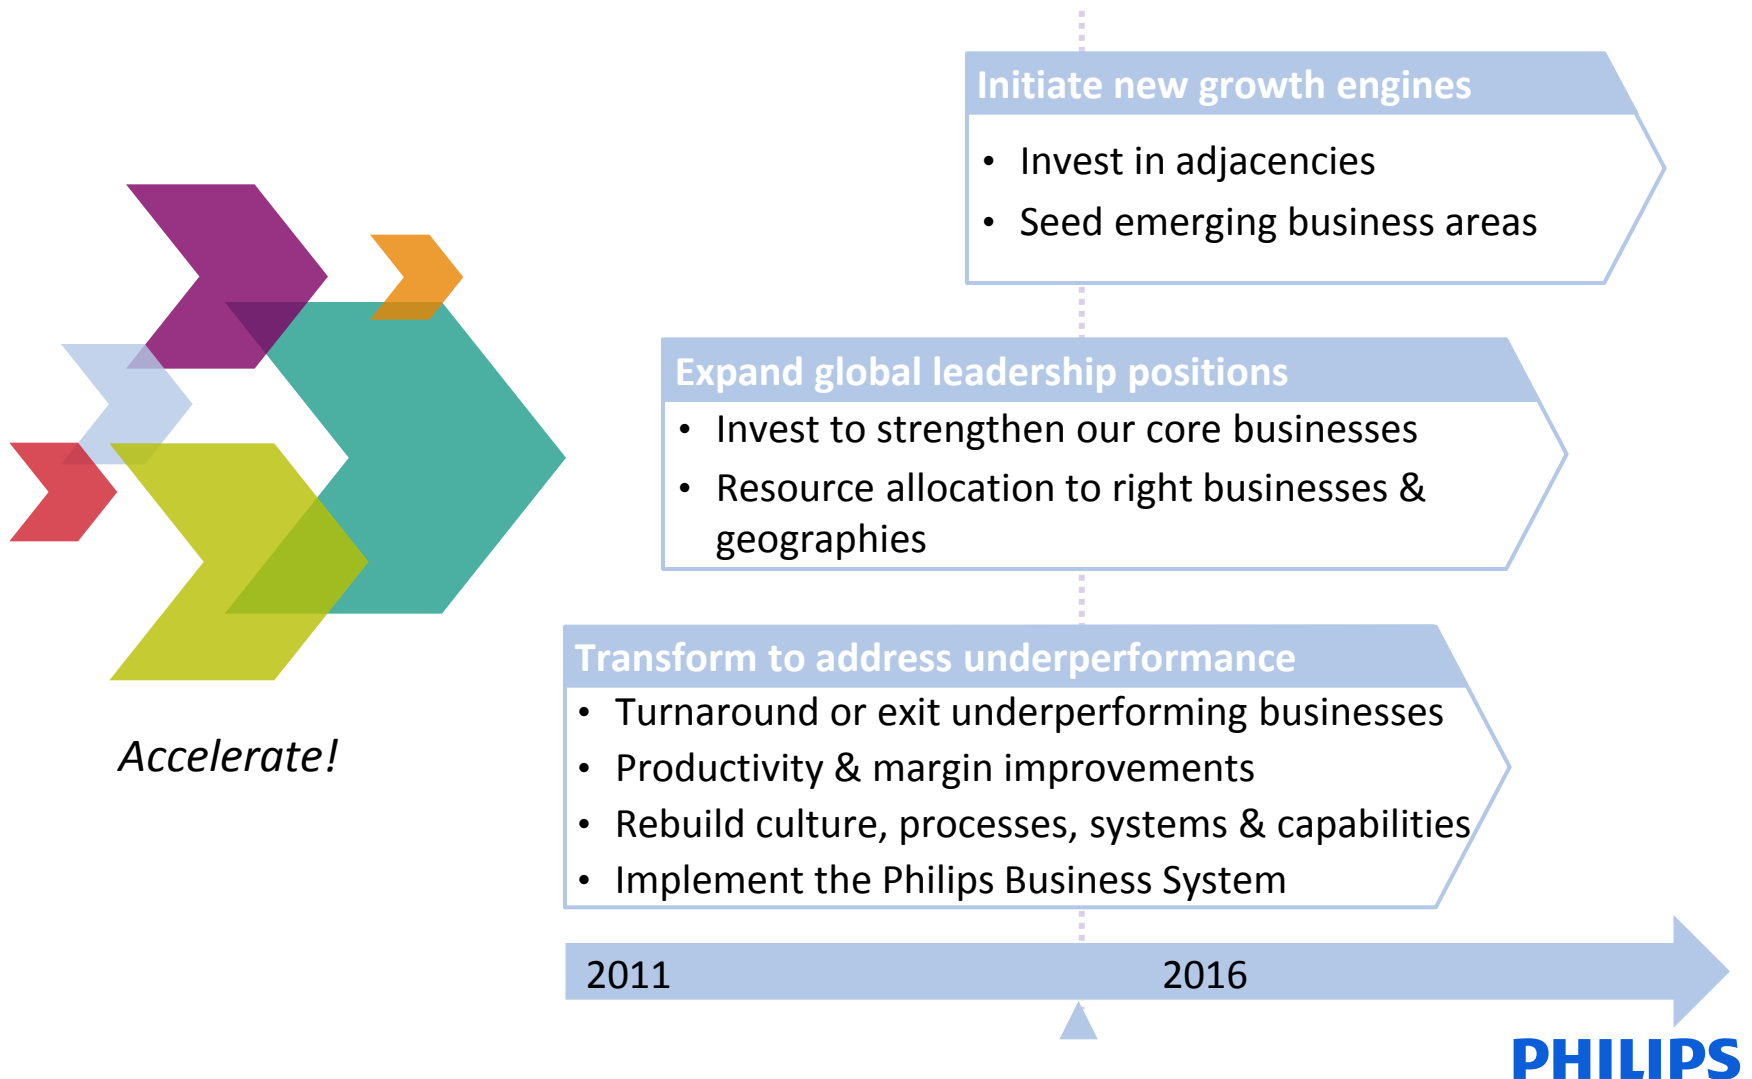 Initiate new growth engines
• Invest in adjacencies
• Seed emerging business areas
Expand global leadership positions
• Invest to strengthen our core businesses
• Resource allocation to right businesses &
geographies
Transform to address underperformance
• Turnaround or exit underperforming businesses
• Productivity & margin improvements
• Rebuild culture, processes, systems & capabilities
• Implement the Philips Business System
Accelerate!
2011 2016
PHILIPS